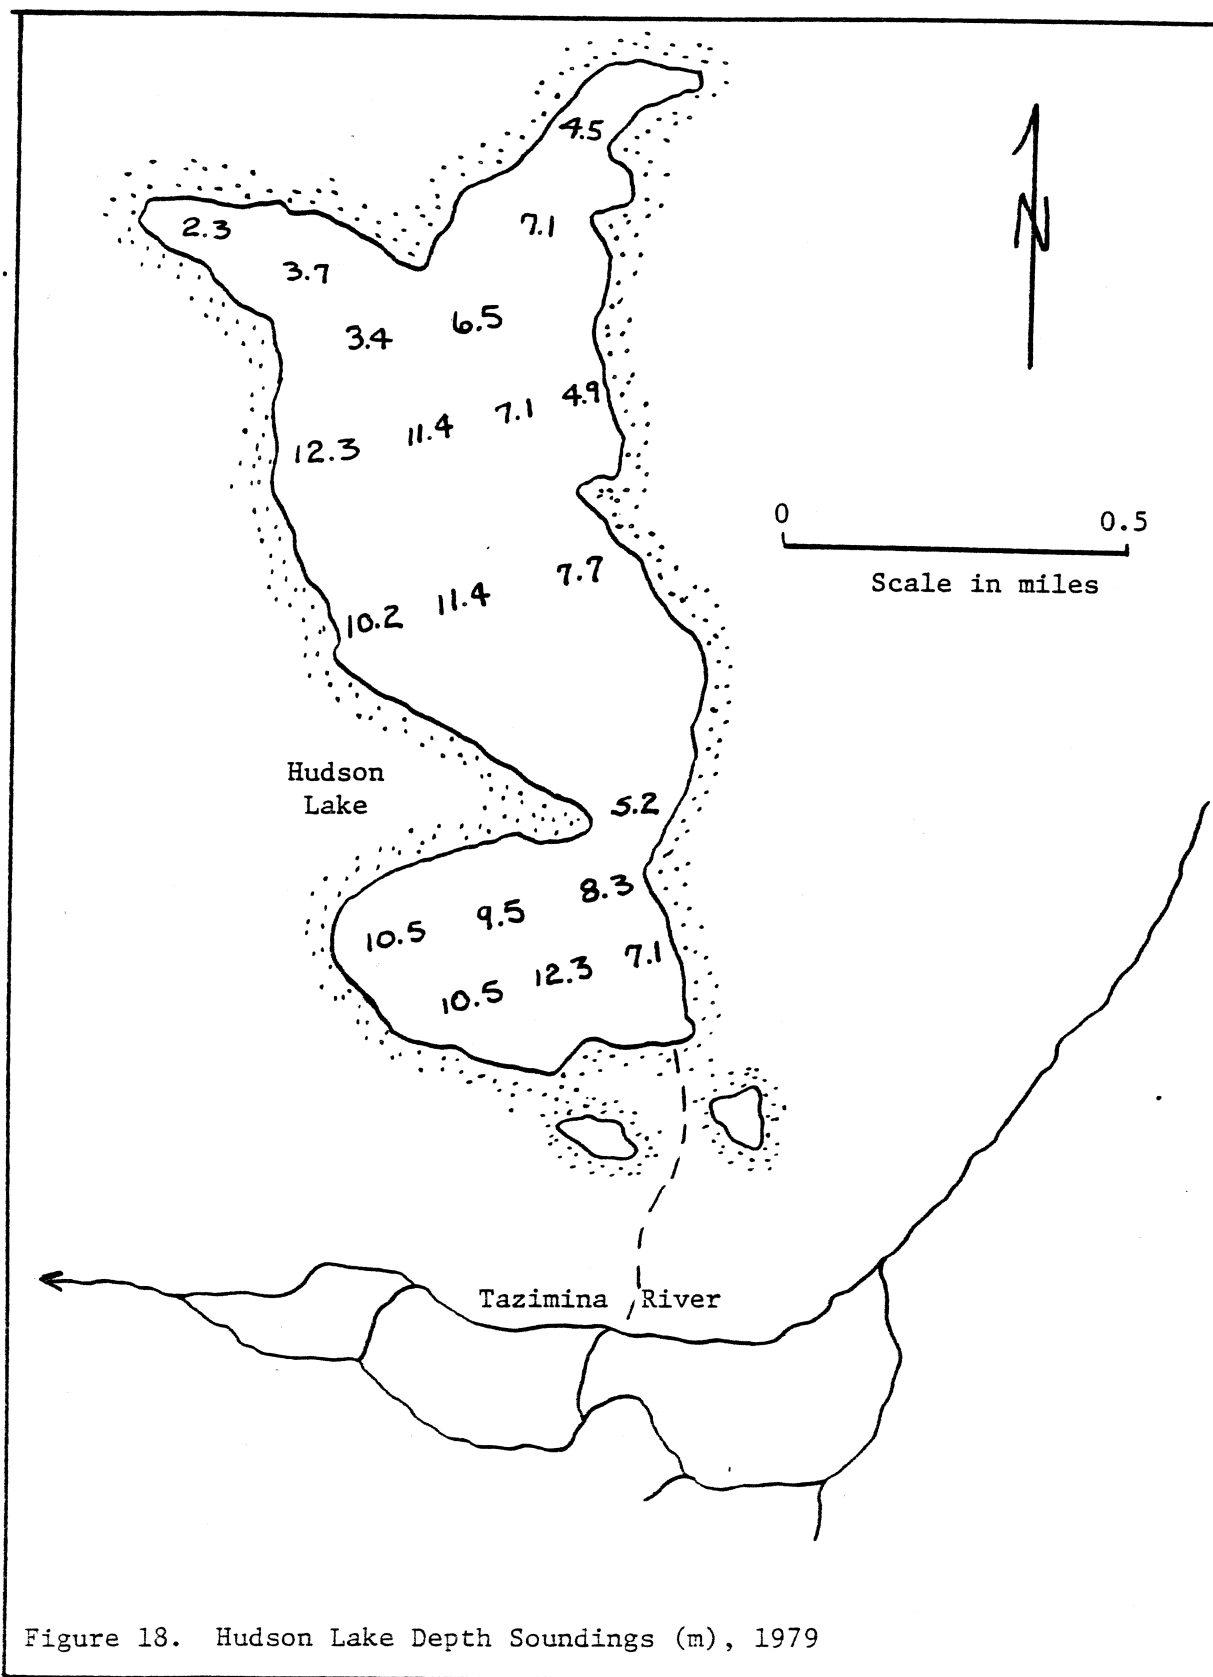 4.5
2.3
7.1
3.7
3.4 6.5
12.3 11.4 7.1 4.9
N
0 0.5
Scale in miles
10.2 11.4 7.7
Hudson
Lake
5.2
10.5 9.5 8.3
10.5 12.3 7.1
Tazimina River
Figure 18. Hudson Lake Depth Soundings (m), 1979